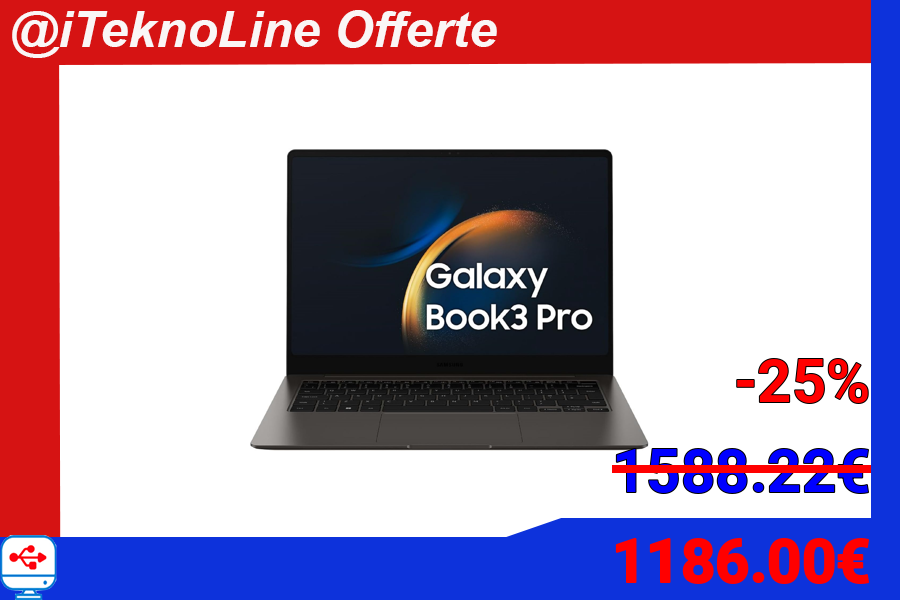 @iTeknoLine Offerte
Galaxy
Book3 Pro
-25%
1588.22€
1186.00€